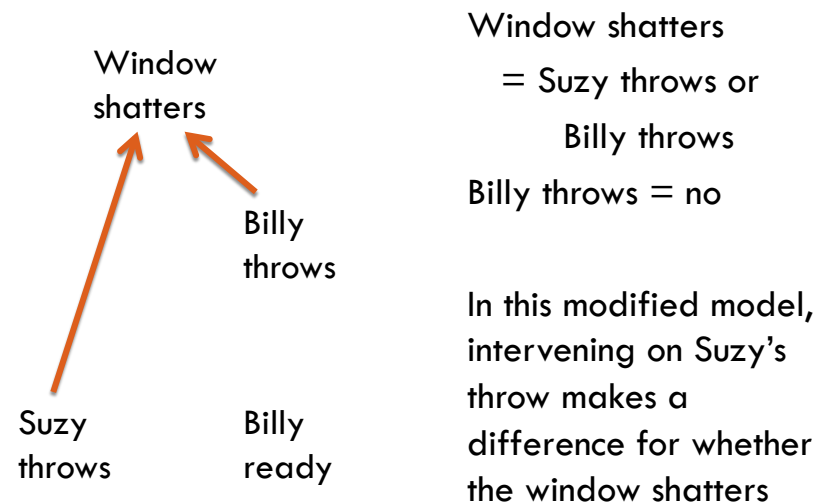 Window
shatters
Billy
throws
Suzy
throws
Billy
ready
Window shatters
= Suzy throws or
Billy throws
Billy throws = no
In this modified model,
intervening on Suzy’s
throw makes a
difference for whether
the window shatters